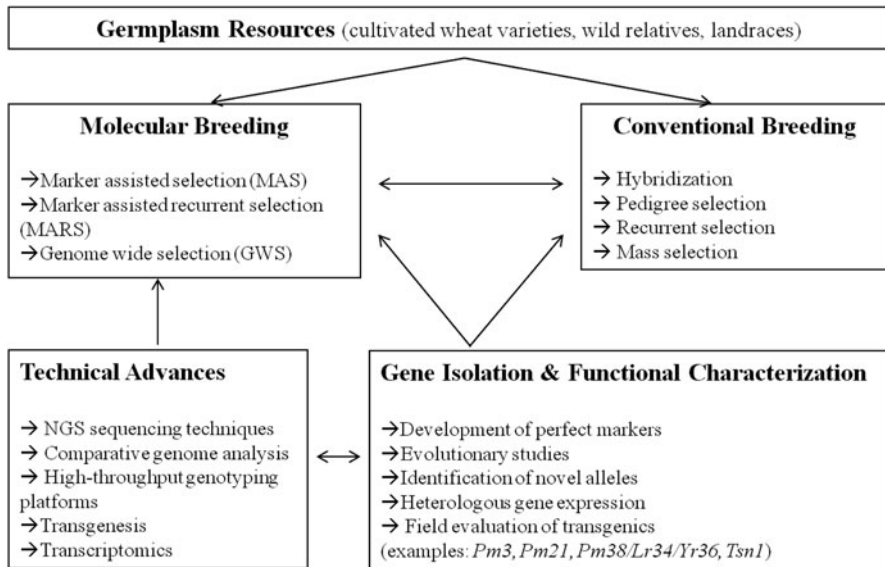 Germplasm Resources (cultivated wheat varieties, wild relatives, landraces)
Molecular Breeding
→Marker assisted selection (MAS)
→Marker assisted recurrent selection
(MARS)
→Genome wide selection (GWS)
Conventional Breeding
→ Hybridization
→ Pedigree selection
→ Recurrent selection
→ Mass selection
Technical Advances
→ NGS sequencing techniques
→ Comparative genome analysis
→ High-throughput genotyping
platforms
→ Transgenesis
→ Transcriptomics
Gene Isolation & Functional Characterization
→Development of perfect markers
→Evolutionary studies
→Identification of novel alleles
→Heterologous gene expression
→ Field evaluation of transgenics
(examples: Pm3, Pm21, Pm38/Lr34/Yr36, Tsn1)